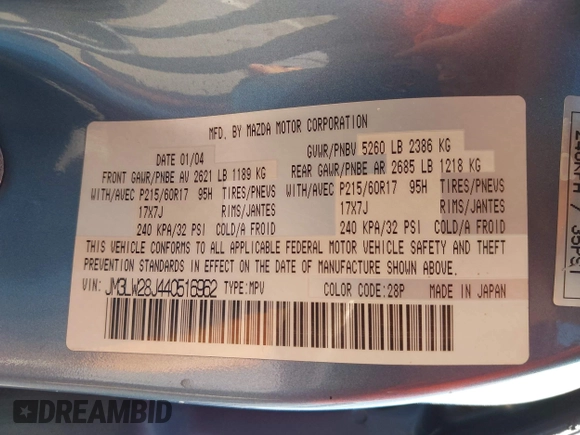 MFD. BY MAZDA MOTOR CORPORATION
DATE 01/04 GVWR/PNBV 5260 LB 2386 KG
FRONT GAWR/PNBE AV 2621 LB 1189 KG REAR GAWR/PNBE AR 2685 LB 1218 KG
WITH/AVEC P215/60R17 95H TIRES/PNEUS WITH/AVEC P215/60R17 95H TIRES/PNEUS
17X7J RIMS/JANTES 17X7J RIMS/JANTES
240 KPA/32 PSI COLD/A FROID 240 KPA/32 PSI COLD/A FROID
THIS VEHICLE CONFORMS TO ALL APPLICABLE FEDERAL MOTOR VEHICLE SAFETY AND THEFT
PREVENTION STANDARDS IN EFFECT ON THE DATE OF MANUFACTURE SHOWN ABOVE.
VIN: JM3LW28J440516962 TYPE:MPV COLOR CODE:28P MADE IN JAPAN
DREAMBID